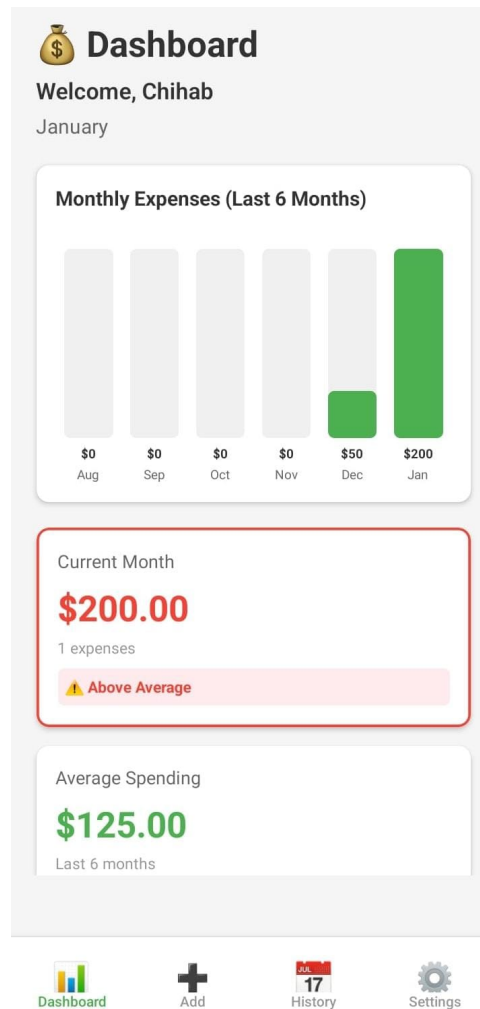 Dashboard
Welcome, Chihab
January
Monthly Expenses (Last 6 Months)
$0 $0 $0 $0 $50 $200
Aug Sep Oct Nov Dec Jan
Current Month
$200.00
1 expenses
Above Average
Average Spending
$125.00
Last 6 months
JUL
17
Dashboard Add History Settings